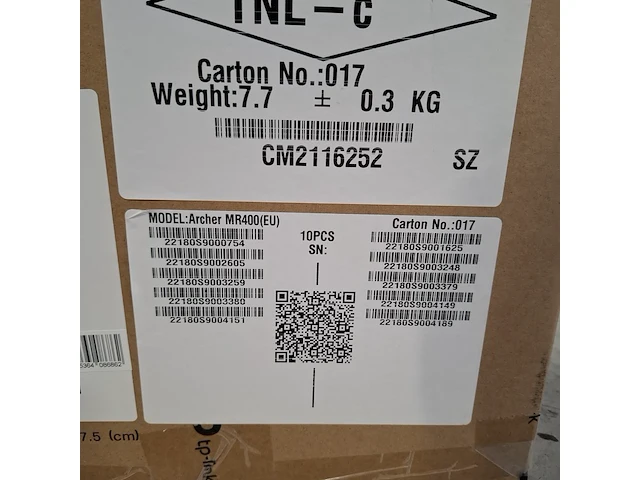 TNL-C
Carton No.:017
Weight:7.7 ± 0.3 KG
CM2116252 SZ
MODEL:Archer MR400(EU)
Carton No.:017
10PCS
SN:
22180S9000754
22180S9002605
22180S9003259
22180S9003380
22180S9004151
22180S9001625
22180S9003248
22180S9003379
22180S9004149
22180S9004189
086862
7.5 (cm)
tp-link